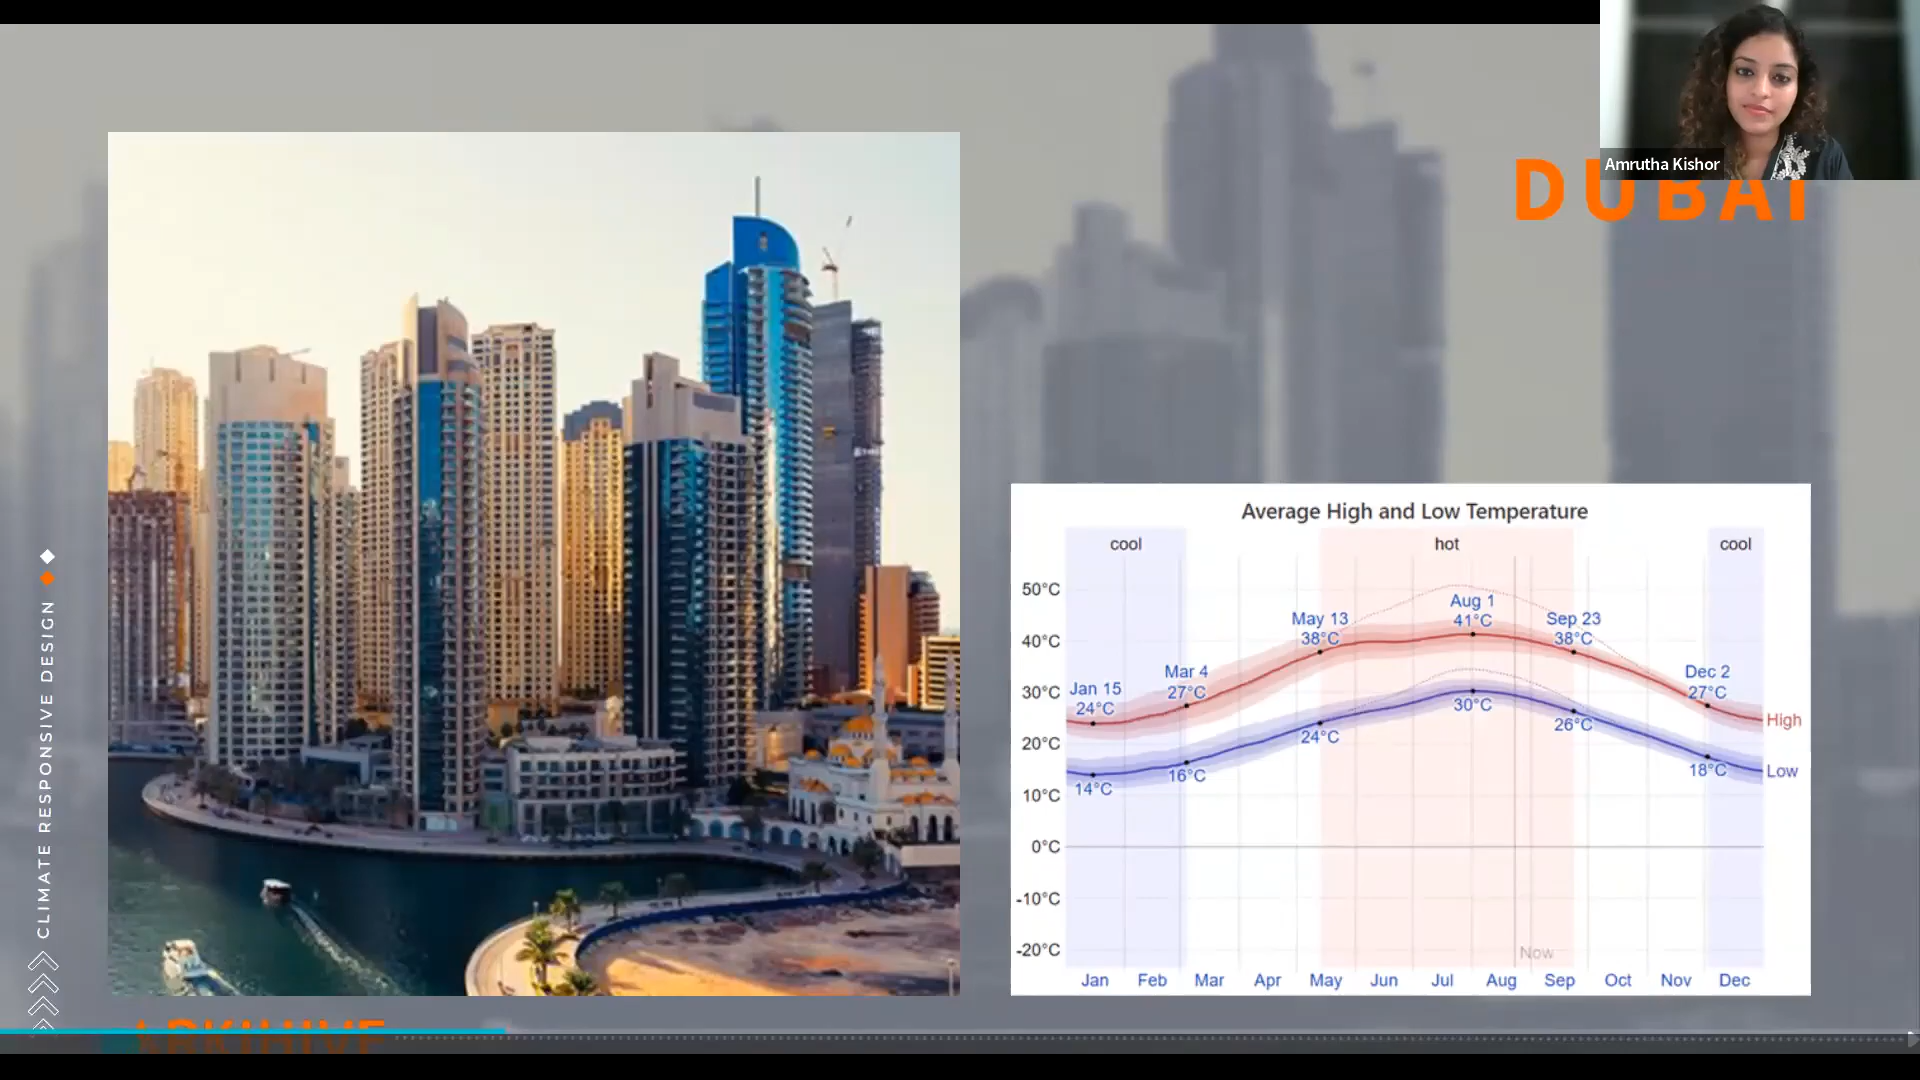 Amrutha Kishor
DUBAI
CLIMATE RESPONSIVE DESIGN
Average High and Low Temperature
cool
hot
cool
50°C
40°C
30°C
20°C
10°C
0°C
-10°C
-20°C
Jan 15
24°C
Mar 4
27°C
May 13
38°C
Aug 1
41°C
Sep 23
38°C
Dec 2
27°C
High
14°C
16°C
24°C
30°C
26°C
18°C
Low
Now
Jan Feb Mar Apr May Jun Jul Aug Sep Oct Nov Dec
ARKIHIVE